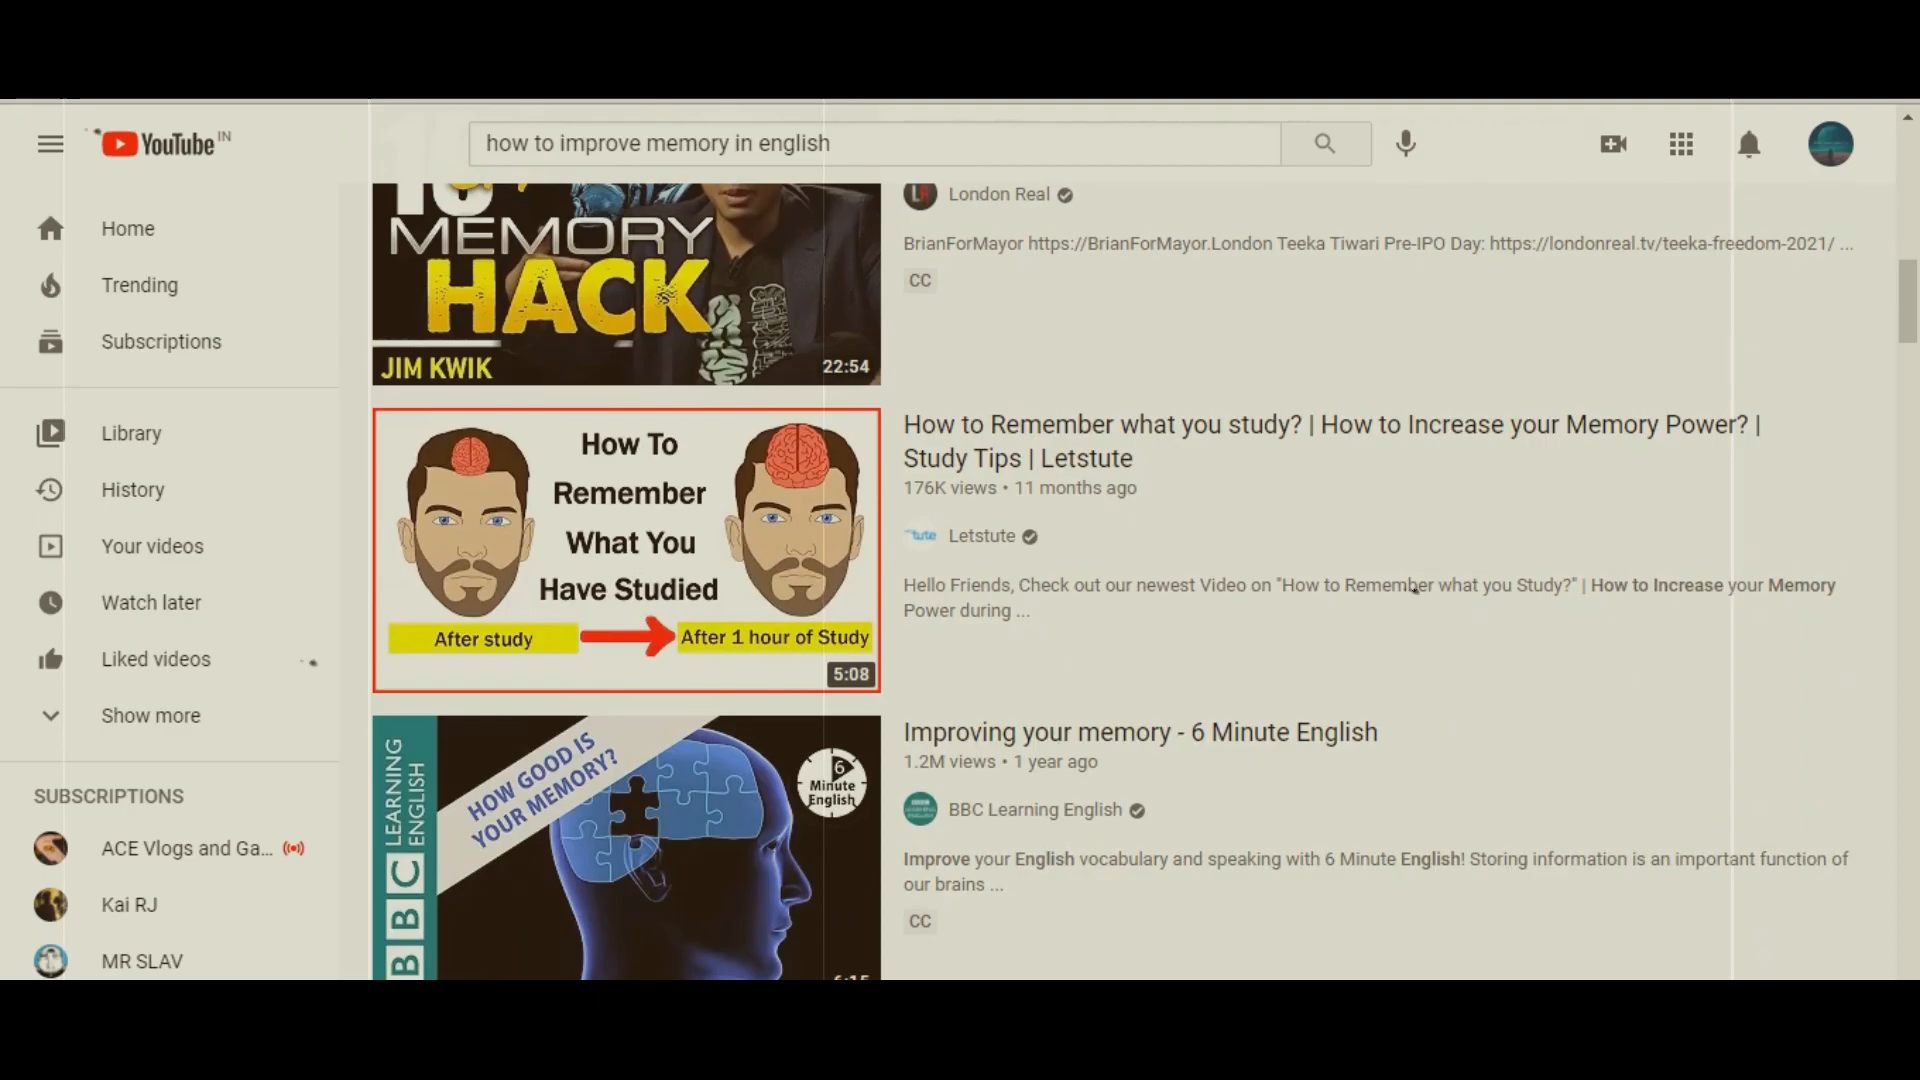 YouTube IN
how to improve memory in english
Home
Trending
Subscriptions
Library
History
Your videos
Watch later
Liked videos
Show more
SUBSCRIPTIONS
ACE Vlogs and Ga...
Kai RJ
MR SLAV
MEMORY
HACK
JIM KWIK
22:54
London Real
BrianForMayor https://BrianForMayor.London Teeka Tiwari Pre-IPO Day: https://londonreal.tv/teeka-freedom-2021/ ...
CC
How To
Remember
What You
Have Studied
After study
After 1 hour of Study
5:08
How to Remember what you study? | How to Increase your Memory Power? |
Study Tips | Letstute
176K views • 11 months ago
tute
Letstute
Hello Friends, Check out our newest Video on "How to Remember what you Study?" | How to Increase your Memory
Power during ...
BBC LEARNING
ENGLISH
HOW GOOD IS
YOUR MEMORY?
6
Minute
English
Improving your memory - 6 Minute English
1.2M views • 1 year ago
BBC Learning English
Improve your English vocabulary and speaking with 6 Minute English! Storing information is an important function of
our brains ...
CC